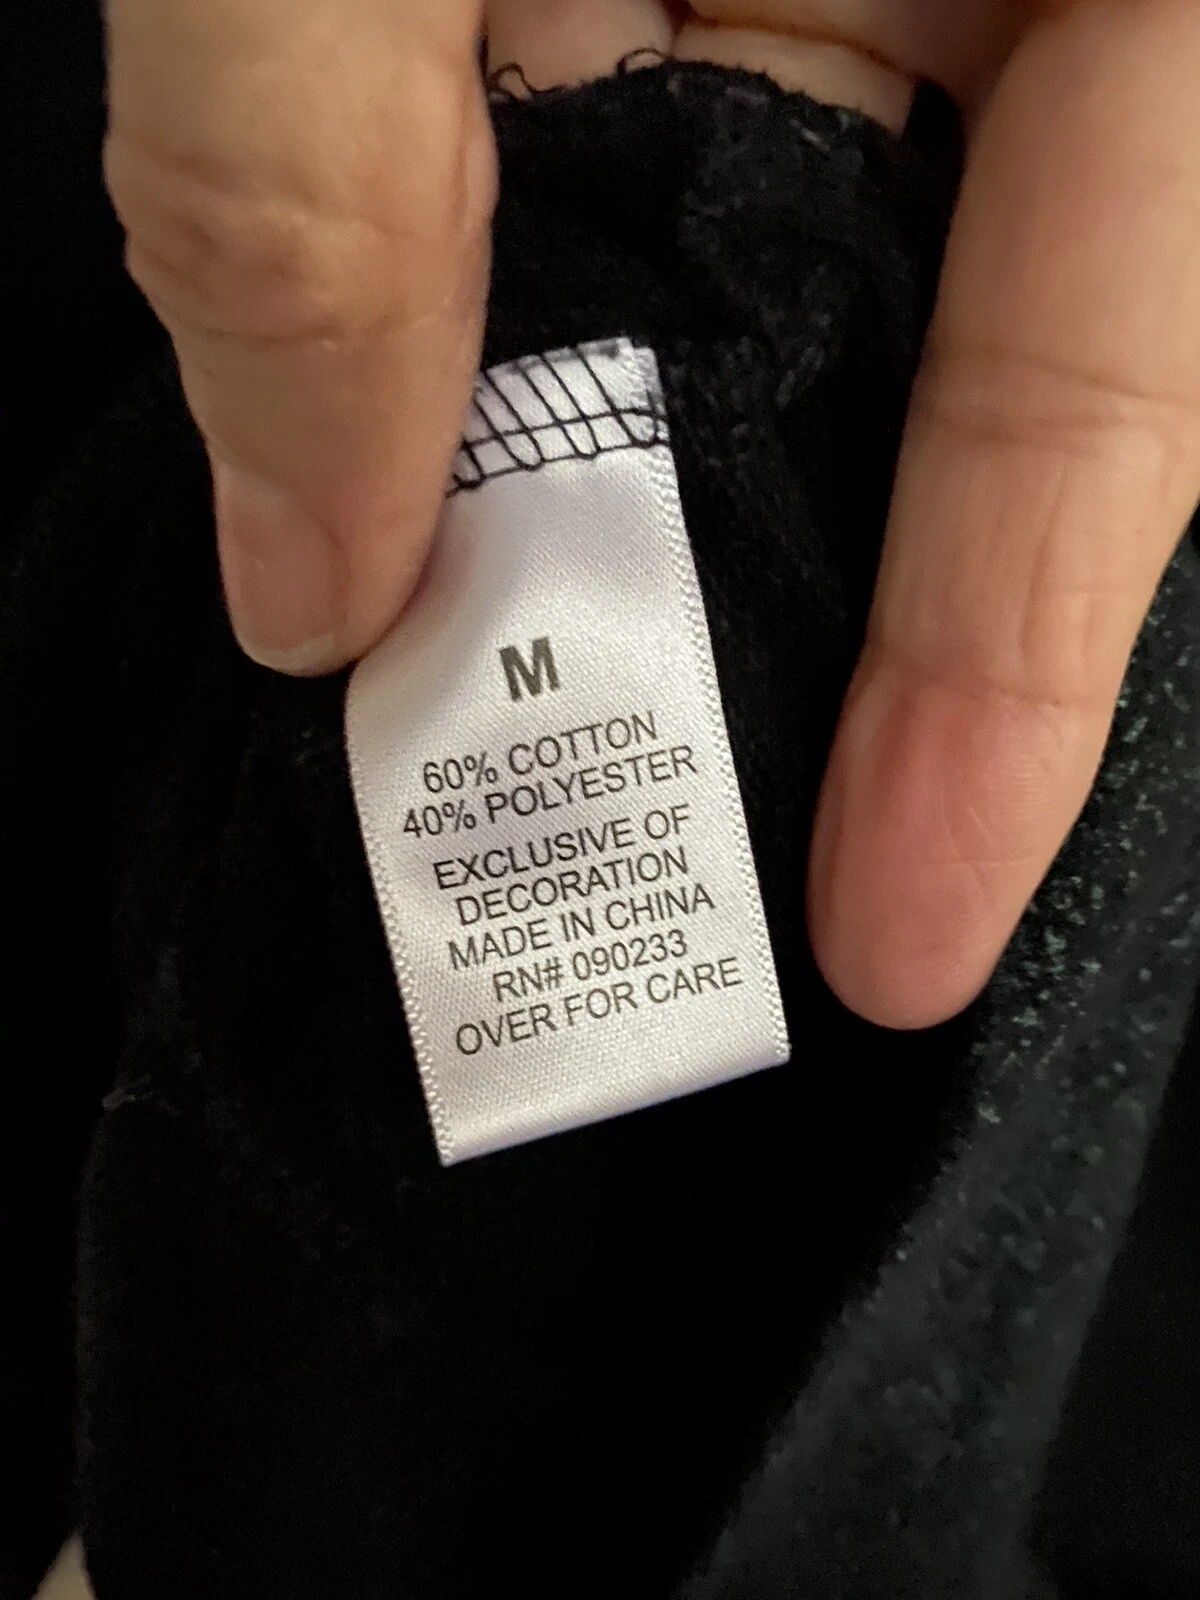 M
60% COTTON
40% POLYESTER
EXCLUSIVE OF
DECORATION
MADE IN CHINA
RN# 090233
OVER FOR CARE